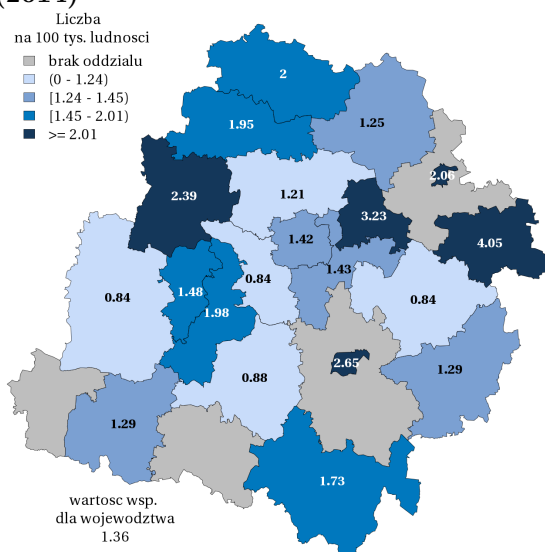 (2014)
Liczba
na 100 tys. ludnosci
brak oddzialu
(0 - 1.24)
[1.24 - 1.45)
[1.45 - 2.01)
>= 2.01
2
1.95
1.25
2.06
2.39
1.21
3.23
4.05
1.42
1.43
0.84
1.48
0.84
1.98
0.84
2.65
1.29
0.88
1.29
1.73
wartosc wsp.
dla wojewodztwa
1.36